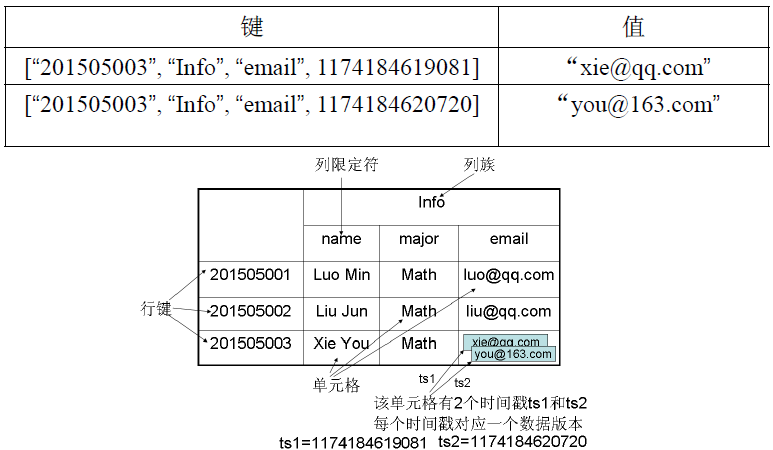 键 值
[“201505003”, “Info”, “email”, 1174184619081] “xie@qq.com”
[“201505003”, “Info”, “email”, 1174184620720] “you@163.com”
列限定符 列族
Info
name major email
201505001 Luo Min Math luo@qq.com
行键
201505002 Liu Jun Math liu@qq.com
201505003 Xie You Math xie@qq.com
you@163.com
单元格 ts1 ts2
该单元格有2个时间戳ts1和ts2
每个时间戳对应一个数据版本
ts1=1174184619081 ts2=1174184620720